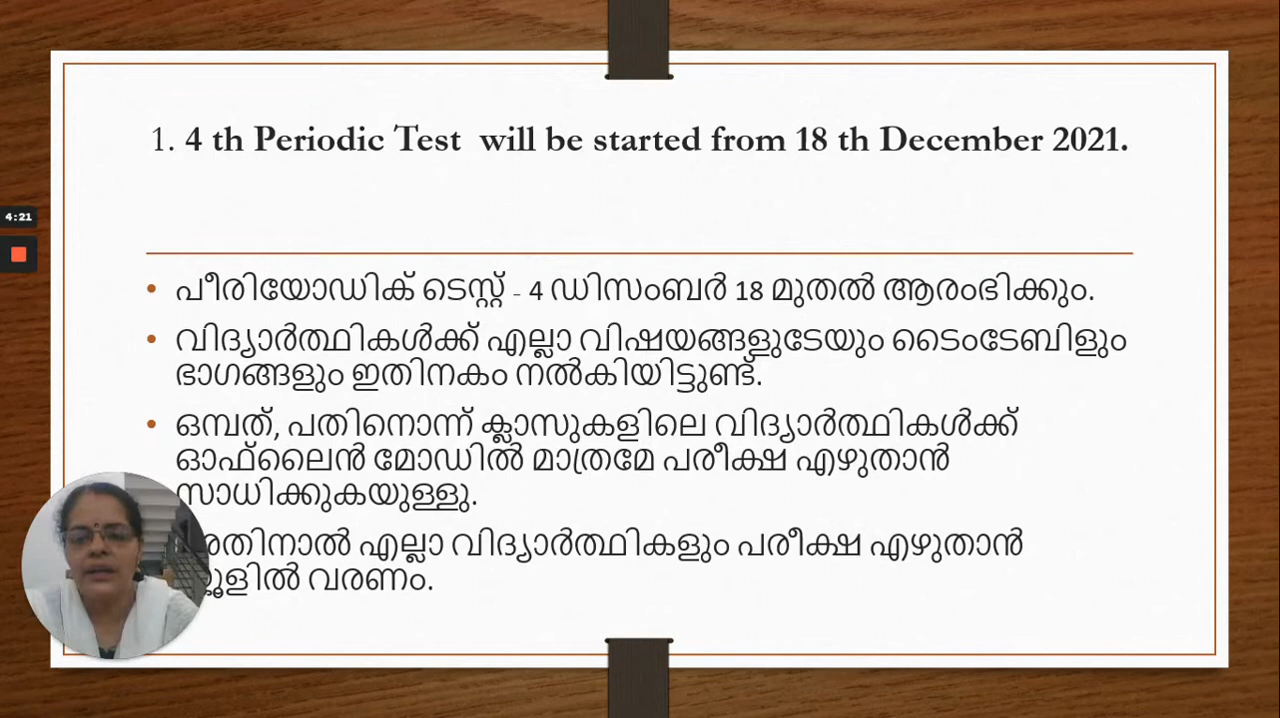 4:21
1. 4 th Periodic Test will be started from 18 th December 2021.
• പീരിയോഡിക് ടെസ്റ്റ് - 4 ഡിസംബർ 18 മുതൽ ആരംഭിക്കും.
• വിദ്യാർത്ഥികൾക്ക് എല്ലാ വിഷയങ്ങളുടേയും ടൈംടേബിളും
ഭാഗങ്ങളും ഇതിനകം നൽകിയിട്ടുണ്ട്.
• ഒമ്പത്, പതിനൊന്ന് ക്ലാസുകളിലെ വിദ്യാർത്ഥികൾക്ക്
ഓഫ്‌ലൈൻ മോഡിൽ മാത്രമേ പരീക്ഷ എഴുതാൻ
സാധിക്കുകയുള്ളു.
എല്ലാ വിദ്യാർത്ഥികളും പരീക്ഷ എഴുതാൻ
വരണം.